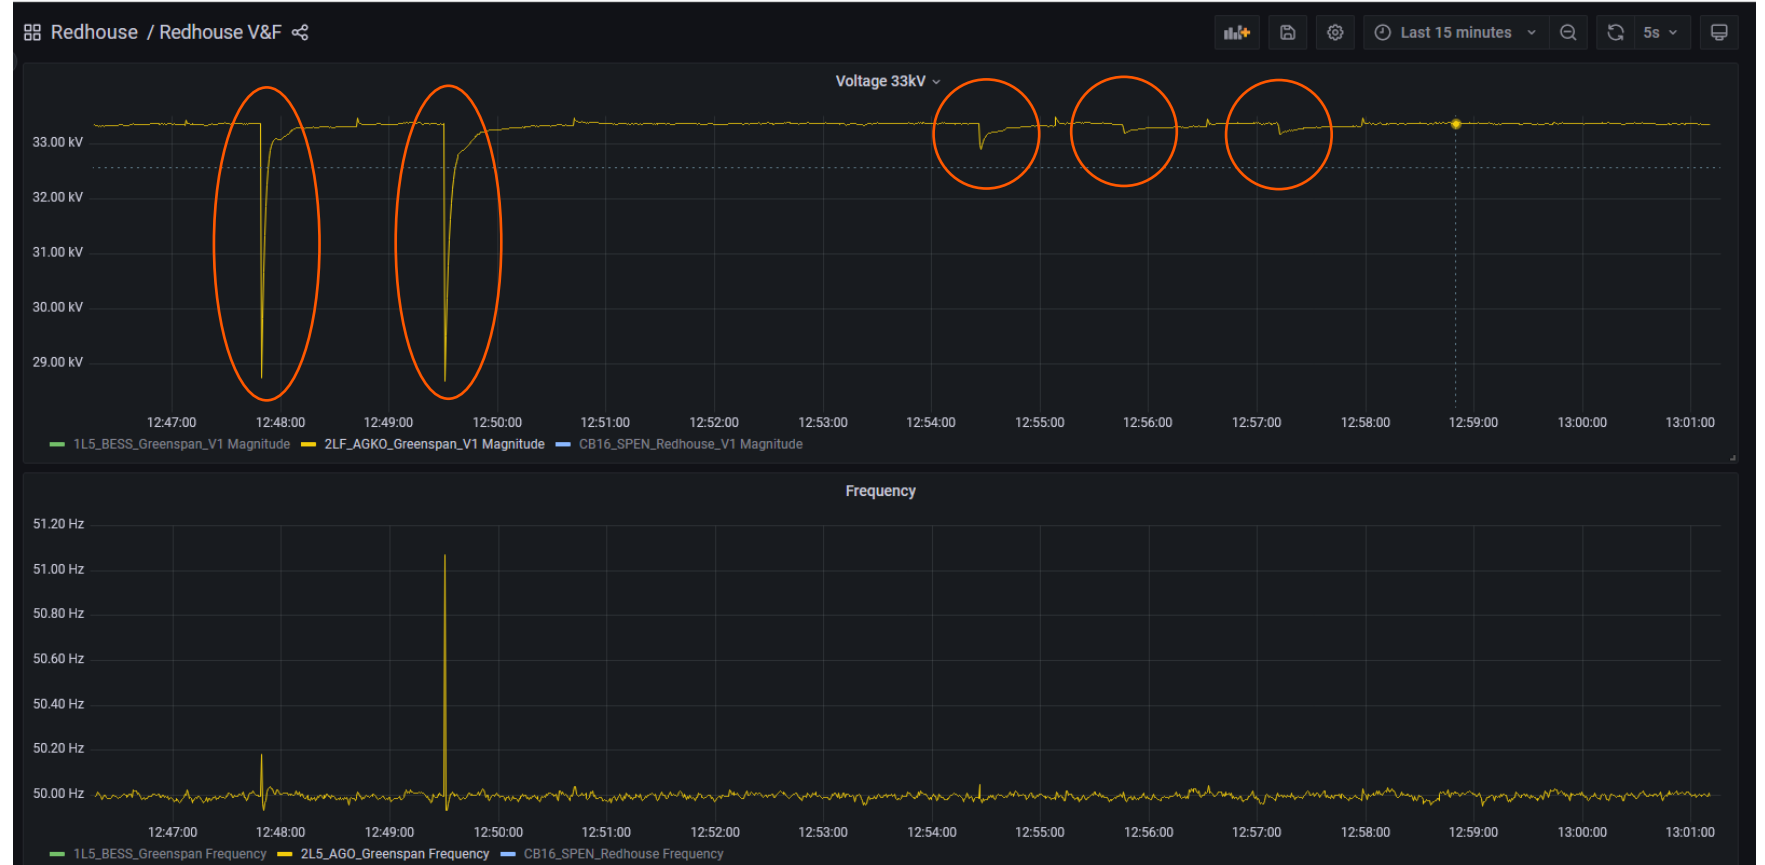 Redhouse / Redhouse V&F
Last 15 minutes
5s
Voltage 33kV
33.00 kV
32.00 kV
31.00 kV
30.00 kV
29.00 kV
12:47:00 12:48:00 12:49:00 12:50:00 12:51:00 12:52:00 12:53:00 12:54:00 12:55:00 12:56:00 12:57:00 12:58:00 12:59:00 13:00:00 13:01:00
1L5_BESS_Greenspan_V1 Magnitude 2LF_AGKO_Greenspan_V1 Magnitude CB16_SPEN_Redhouse_V1 Magnitude
Frequency
51.20 Hz
51.00 Hz
50.80 Hz
50.60 Hz
50.40 Hz
50.20 Hz
50.00 Hz
12:47:00 12:48:00 12:49:00 12:50:00 12:51:00 12:52:00 12:53:00 12:54:00 12:55:00 12:56:00 12:57:00 12:58:00 12:59:00 13:00:00 13:01:00
1L5_BESS_Greenspan Frequency 2L5_AGO_Greenspan Frequency CB16_SPEN_Redhouse Frequency